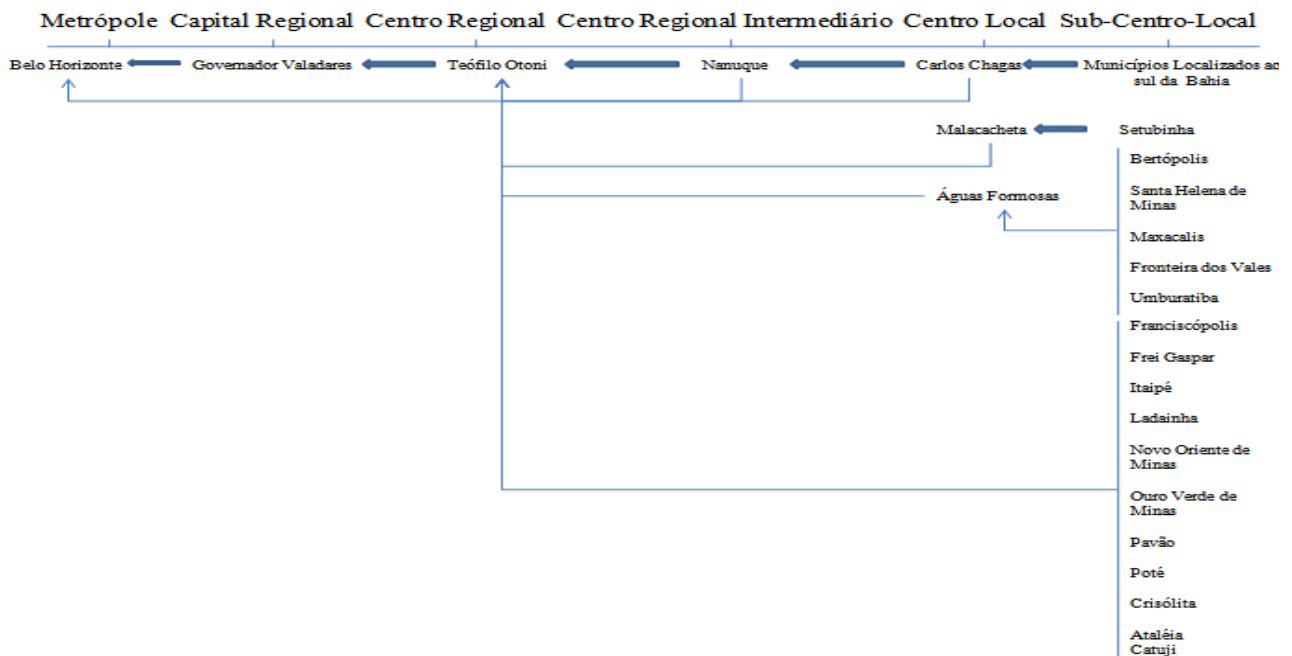 Metrópole Capital Regional Centro Regional Centro Regional Intermediário Centro Local Sub-Centro-Local
Belo Horizonte Governador Valadares Teófilo Otoni Nanuque Carlos Chagas Municípios Localizados ao
sul da Bahia
Malacacheta Setubinha
Bertópolis
Águas Formosas
Santa Helena de
Minas
Maxacalis
Fronteira dos Vales
Umburatiba
Franciscópolis
Frei Gaspar
Itaipé
Ladainha
Novo Oriente de
Minas
Ouro Verde de
Minas
Pavão
Poté
Crisólita
Ataléia
Catuji